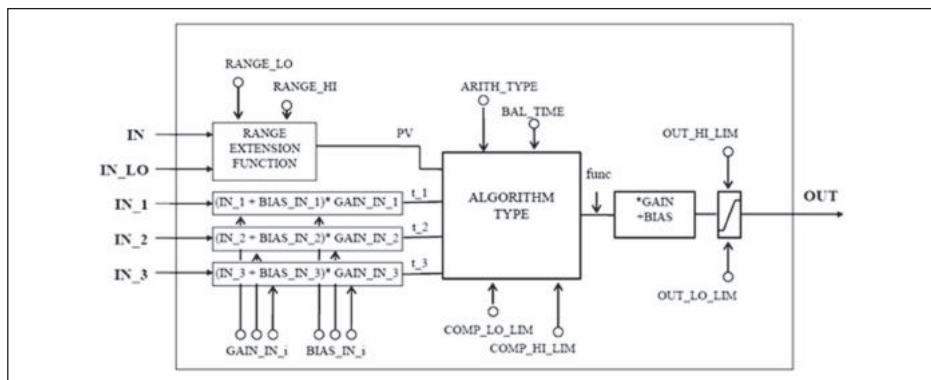 RANGE_LO
RANGE_HI
ARITH_TYPE
BAL_TIME
IN
IN_LO
RANGE
EXTENSION
FUNCTION
PV
OUT_HI_LIM
IN_1
(IN_1 + BIAS_IN_1)* GAIN_IN_1
t_1
ALGORITHM
TYPE
func
*GAIN
+BIAS
OUT
IN_2
(IN_2 + BIAS_IN_2)* GAIN_IN_2
t_2
IN_3
(IN_3 + BIAS_IN_3)* GAIN_IN_3
t_3
OUT_LO_LIM
GAIN_IN_i
BIAS_IN_i
COMP_LO_LIM
COMP_HI_LIM